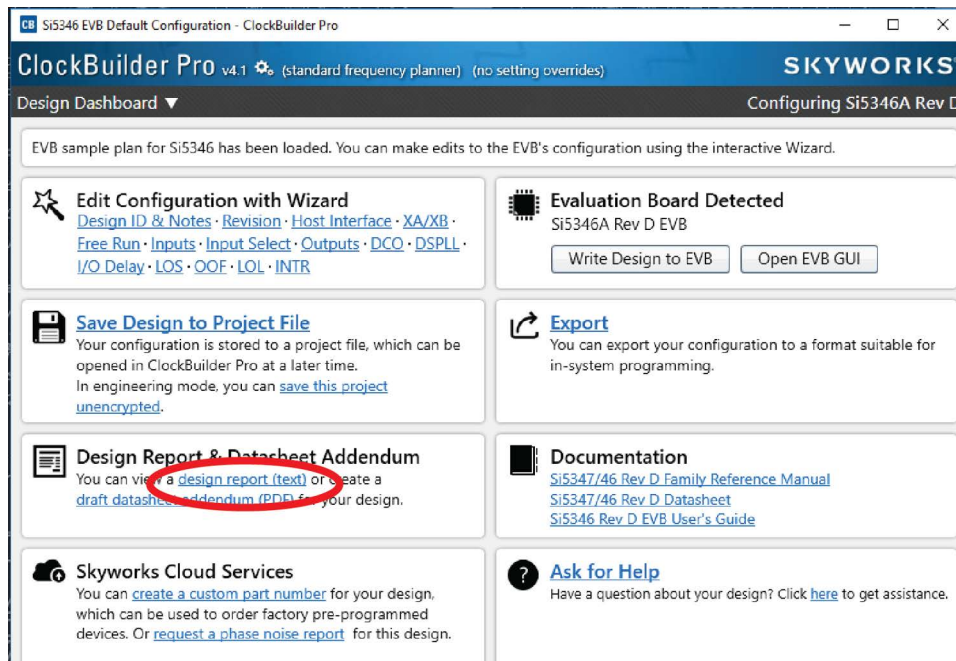 CB Si5346 EVB Default Configuration - ClockBuilder Pro
ClockBuilder Pro v4.1 (standard frequency planner) (no setting overrides)
SKYWORKS
Design Dashboard ▼
Configuring Si5346A Rev D
EVB sample plan for Si5346 has been loaded. You can make edits to the EVB's configuration using the interactive Wizard.
Edit Configuration with Wizard
Design ID & Notes · Revision · Host Interface · XA/XB ·
Free Run · Inputs · Input Select · Outputs · DCO · DSPLL ·
I/O Delay · LOS · OOF · LOL · INTR
Evaluation Board Detected
Si5346A Rev D EVB
Write Design to EVB
Open EVB GUI
Save Design to Project File
Your configuration is stored to a project file, which can be
opened in ClockBuilder Pro at a later time.
In engineering mode, you can save this project
unencrypted.
Export
You can export your configuration to a format suitable for
in-system programming.
Design Report & Datasheet Addendum
You can view a design report (text) or create a
draft datasheet addendum (PDF) for your design.
Documentation
Si5347/46 Rev D Family Reference Manual
Si5347/46 Rev D Datasheet
Si5346 Rev D EVB User's Guide
Skyworks Cloud Services
You can create a custom part number for your design,
which can be used to order factory pre-programmed
devices. Or request a phase noise report for this design.
? Ask for Help
Have a question about your design? Click here to get assistance.